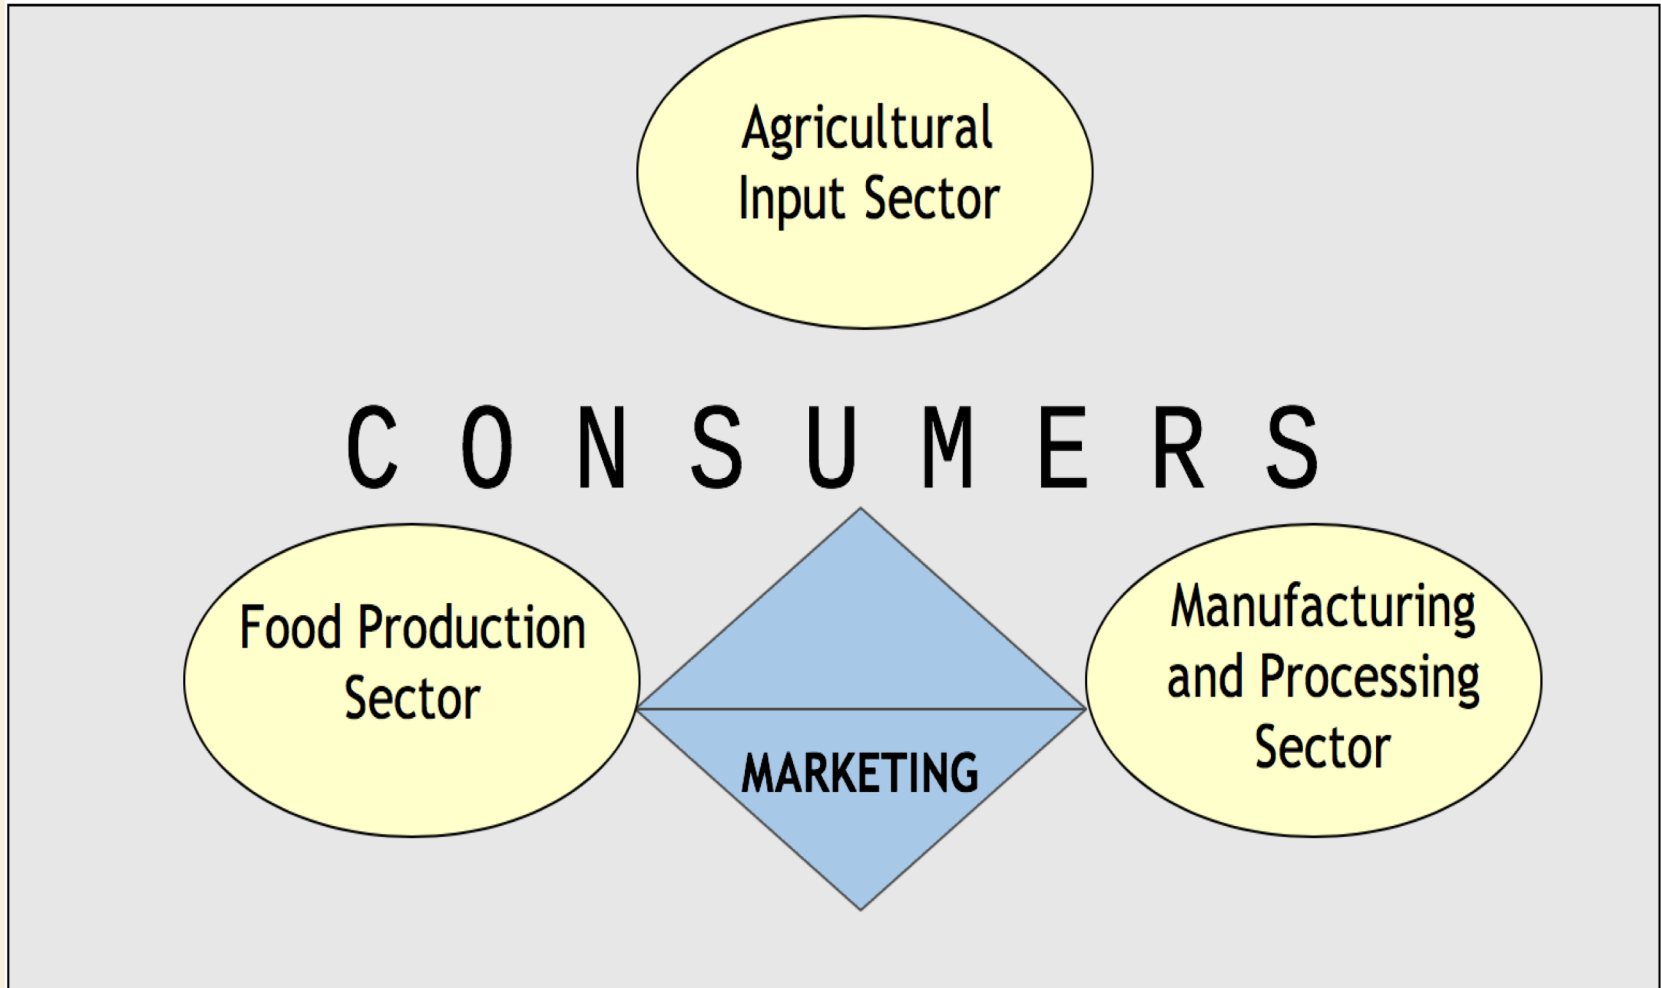 Agricultural
Input Sector
C O N S U M E R S
Food Production
Sector
MARKETING
Manufacturing
and Processing
Sector